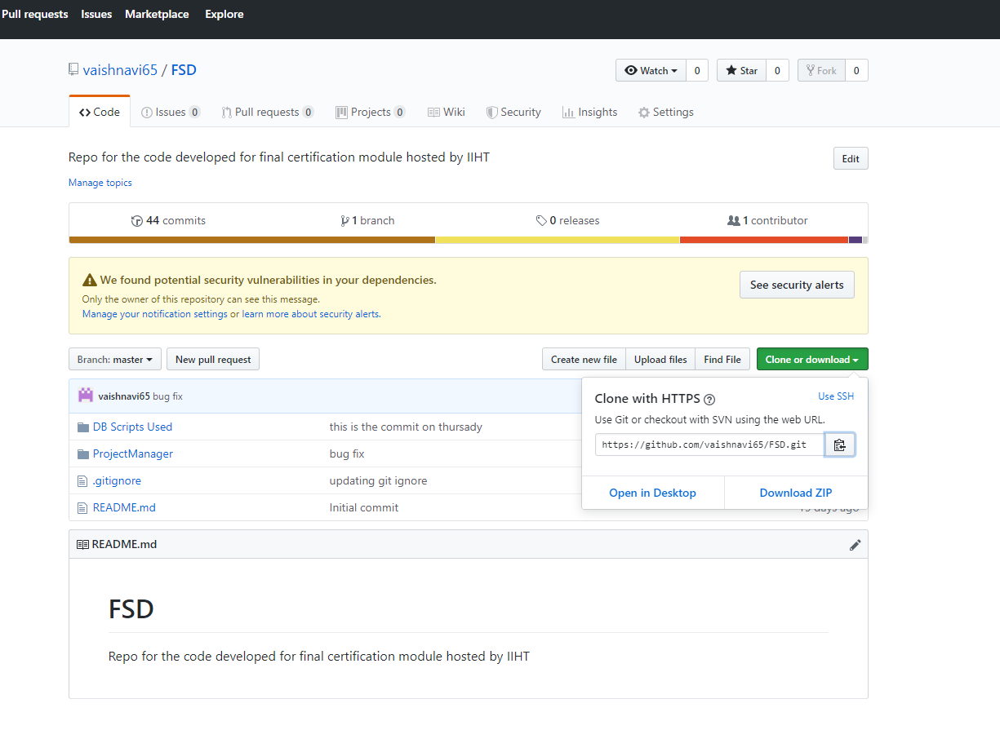 Pull requests Issues Marketplace Explore
vaishnavi65 / FSD
Watch 0 Star 0 Fork 0
Code Issues 0 Pull requests 0 Projects 0 Wiki Security Insights Settings
Repo for the code developed for final certification module hosted by IIHT
Edit
Manage topics
44 commits 1 branch 0 releases 1 contributor
We found potential security vulnerabilities in your dependencies.
Only the owner of this repository can see this message.
Manage your notification settings or learn more about security alerts.
See security alerts
Branch: master New pull request Create new file Upload files Find File Clone or download
vaishnavi65 bug fix
DB Scripts Used this is the commit on thursady
ProjectManager bug fix
.gitignore updating git ignore
README.md Initial commit
Clone with HTTPS ?
Use SSH
Use Git or checkout with SVN using the web URL.
https://github.com/vaishnavi65/FSD.git
Open in Desktop Download ZIP
days ago
README.md
FSD
Repo for the code developed for final certification module hosted by IIHT